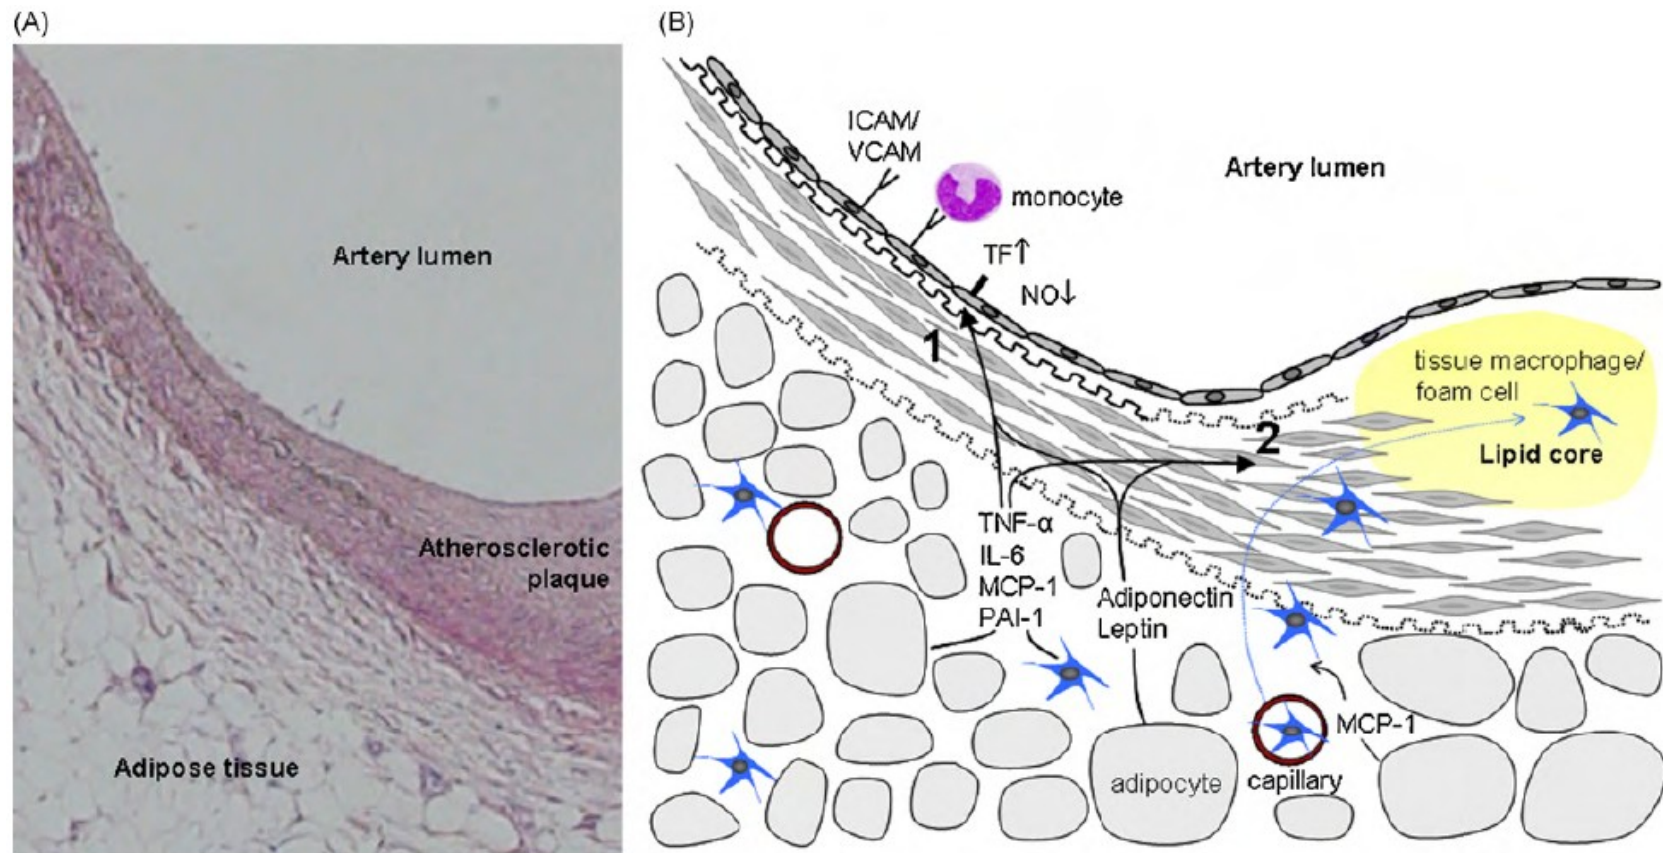 (A)
Artery lumen
Atherosclerotic
plaque
Adipose tissue
(B)
ICAM/
VCAM
monocyte
Artery lumen
TF↑
NO↓
1
tissue macrophage/
foam cell
2
Lipid core
TNF-α
IL-6
MCP-1
PAI-1
Adiponectin
Leptin
MCP-1
adipocyte
capillary